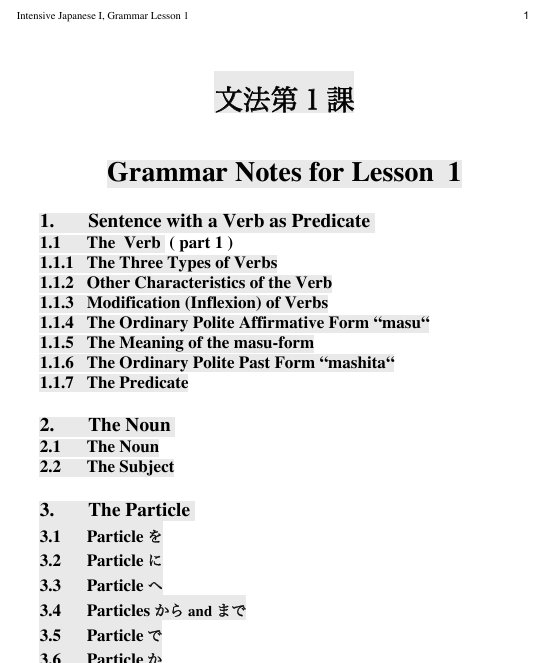 Intensive Japanese I, Grammar Lesson 1 1
文法第１課
Grammar Notes for Lesson 1
1. Sentence with a Verb as Predicate
1.1 The Verb ( part 1 )
1.1.1 The Three Types of Verbs
1.1.2 Other Characteristics of the Verb
1.1.3 Modification (Inflexion) of Verbs
1.1.4 The Ordinary Polite Affirmative Form “masu“
1.1.5 The Meaning of the masu-form
1.1.6 The Ordinary Polite Past Form “mashita“
1.1.7 The Predicate
2. The Noun
2.1 The Noun
2.2 The Subject
3. The Particle
3.1 Particle を
3.2 Particle に
3.3 Particle へ
3.4 Particles から and まで
3.5 Particle で
3.6 Particle か